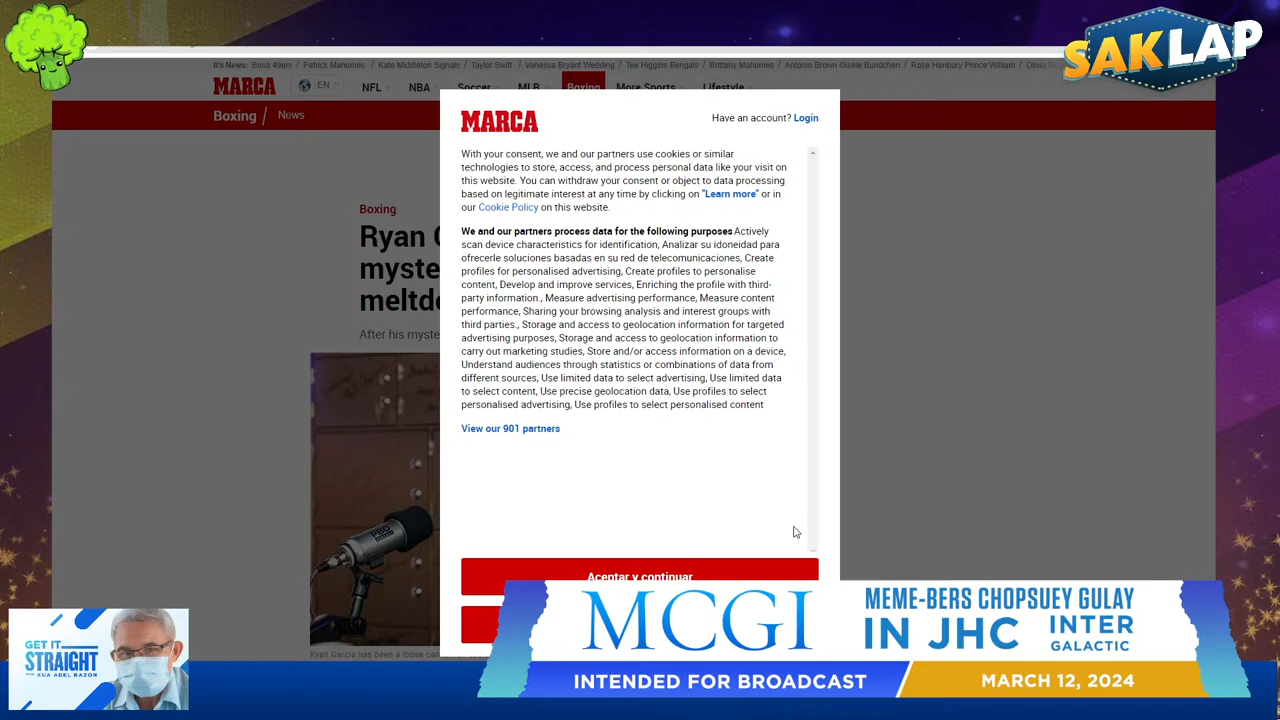 SAKLAP
It's News: Bosa 49ers Patrick Mahomes Kate Middleton Signals Taylor Swift Vanessa Bryant Wedding Tee Higgins Bengals Brittany Mahomes Antonio Brown Gisele Bundchen Rose Hanbury Prince William
MARCA EN NFL NBA Soccer MLB Boxing More Sports Lifestyle
Boxing News
MARCA
Have an account? Login
With your consent, we and our partners use cookies or similar
technologies to store, access, and process personal data like your visit on
this website. You can withdraw your consent or object to data processing
based on legitimate interest at any time by clicking on "Learn more" or in
our Cookie Policy on this website.
We and our partners process data for the following purposes Actively
scan device characteristics for identification, Analizar su idoneidad para
ofrecerle soluciones basadas en su red de telecomunicaciones, Create
profiles for personalised advertising, Create profiles to personalise
content, Develop and improve services, Enriching the profile with third-
party information., Measure advertising performance, Measure content
performance, Sharing your browsing analysis and interest groups with
third parties., Storage and access to geolocation information for targeted
advertising purposes, Storage and access to geolocation information to
carry out marketing studies, Store and/or access information on a device,
Understand audiences through statistics or combinations of data from
different sources, Use limited data to select advertising, Use limited data
to select content, Use precise geolocation data, Use profiles to select
personalised advertising, Use profiles to select personalised content
View our 901 partners
Aceptar y continuar
Boxing
Ryan
After his
PBD
Ryan Garcia has been a
GET IT
STRAIGHT
WITH KUA ADEL RAZON
MCGI
MEME-BERS CHOPSUEY GULAY
IN JHC INTER
GALACTIC
INTENDED FOR BROADCAST
MARCH 12, 2024